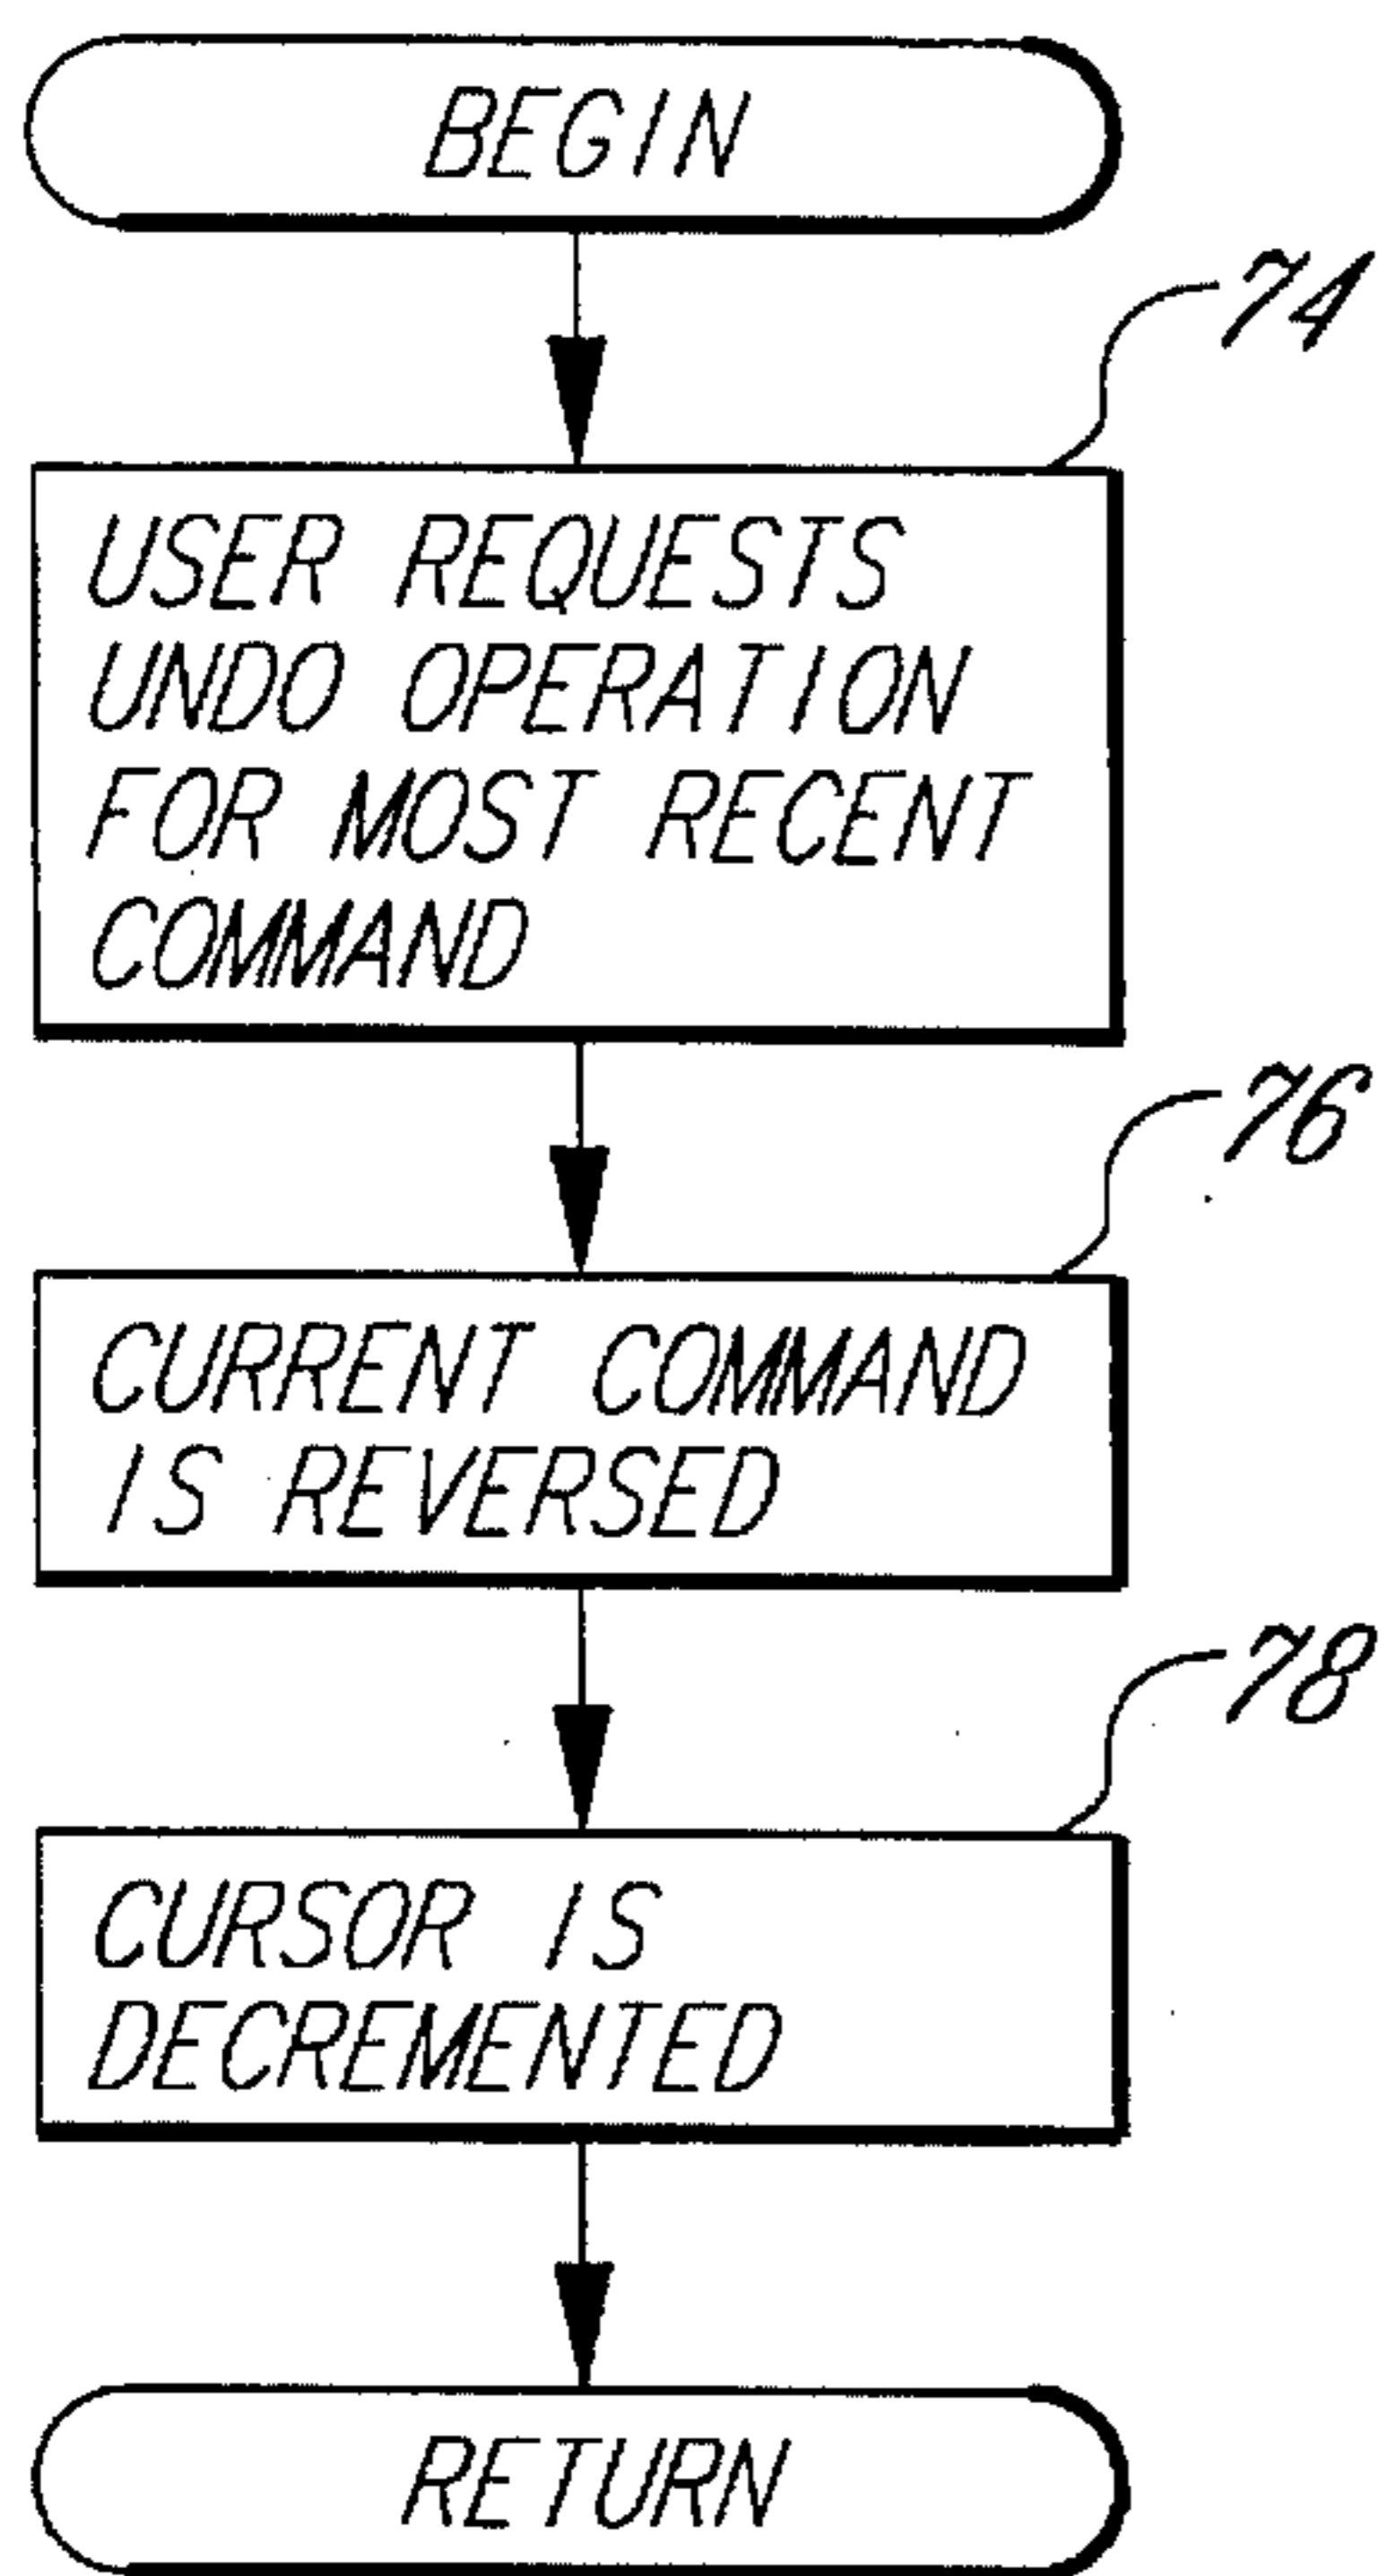 BEGIN
74
USER REQUESTS
UNDO OPERATION
FOR MOST RECENT
COMMAND
76
CURRENT COMMAND
IS REVERSED
78
CURSOR IS
DECREMENTED
RETURN